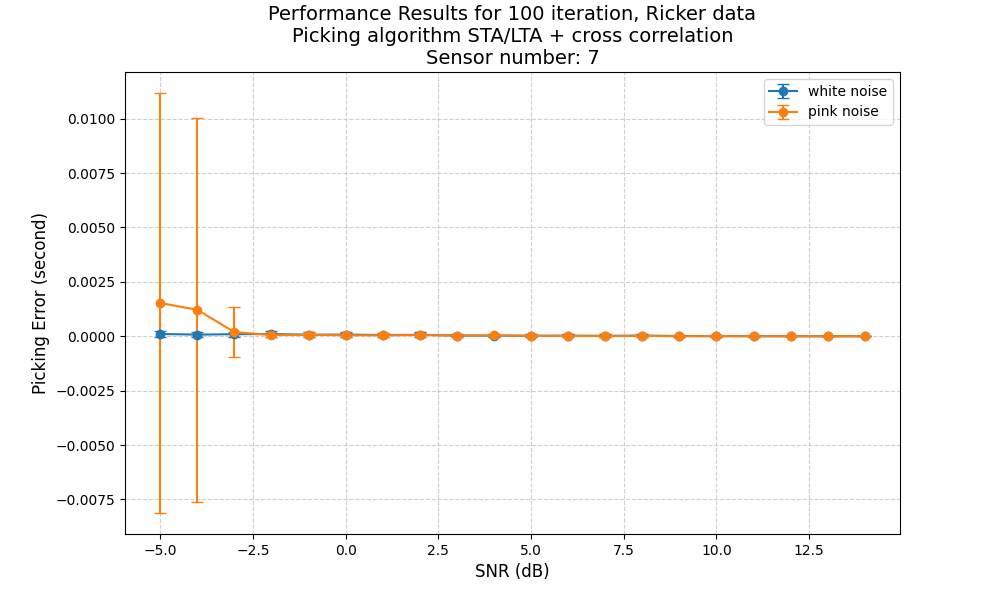 Performance Results for 100 iteration, Ricker data
Picking algorithm STA/LTA + cross correlation
Sensor number: 7
white noise
pink noise
Picking Error (second)
0.0100
0.0075
0.0050
0.0025
0.0000
−0.0025
−0.0050
−0.0075
−5.0 −2.5 0.0 2.5 5.0 7.5 10.0 12.5
SNR (dB)